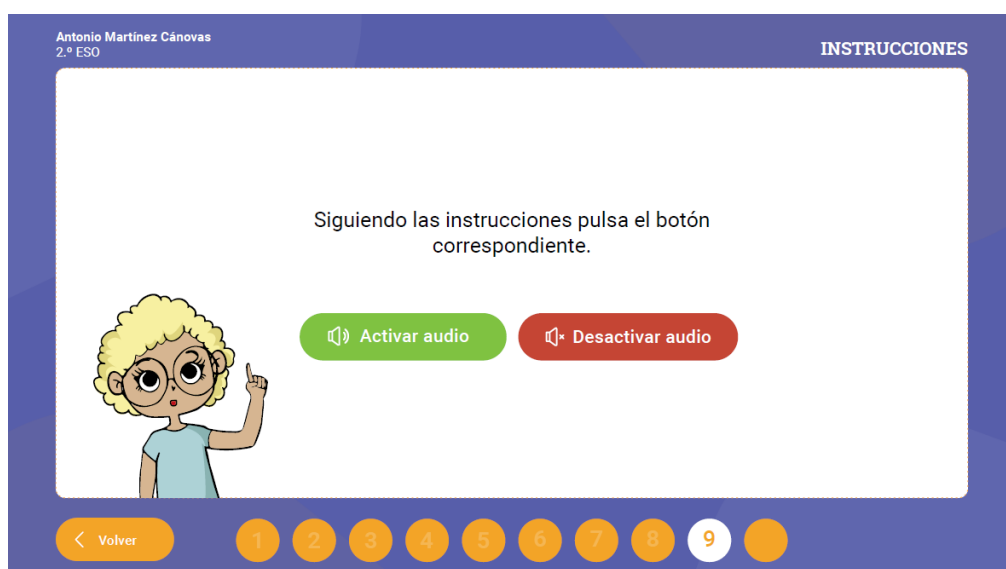 Antonio Martínez Cánovas
2.º ESO
INSTRUCCIONES
Siguiendo las instrucciones pulsa el botón
correspondiente.
Activar audio
Desactivar audio
Volver
1 2 3 4 5 6 7 8 9